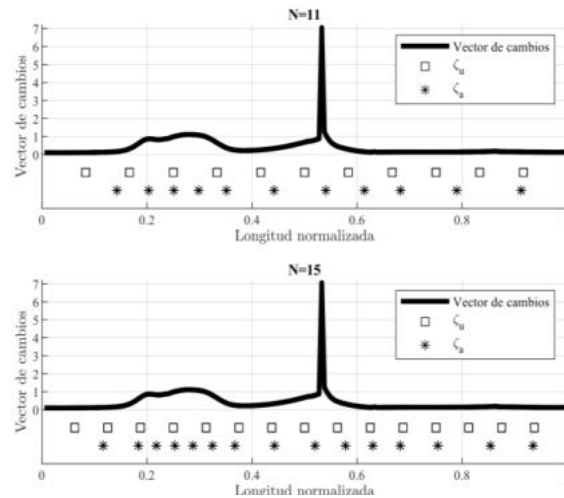 N=11
Vector de cambios
7
6
5
4
3
2
1
0
Vector de cambios
ζu
ζa
0 0.2 0.4 0.6 0.8
Longitud normalizada
N=15
Vector de cambios
7
6
5
4
3
2
1
0
Vector de cambios
ζu
ζa
0 0.2 0.4 0.6 0.8
Longitud normalizada